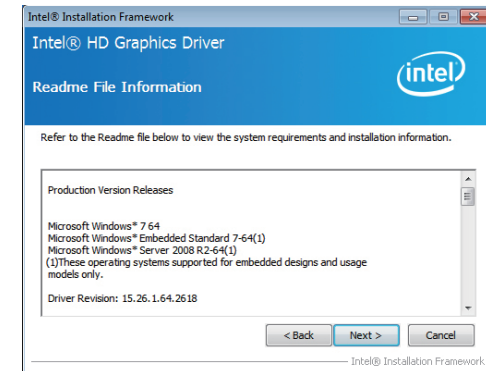 Intel® Installation Framework
Intel® HD Graphics Driver
intel
Readme File Information
Refer to the Readme file below to view the system requirements and installation information.
Production Version Releases
Microsoft Windows* 7 64
Microsoft Windows* Embedded Standard 7-64(1)
Microsoft Windows* Server 2008 R2-64(1)
(1)These operating systems supported for embedded designs and usage
models only.
Driver Revision: 15.26.1.64.2618
< Back Next > Cancel
Intel® Installation Framework